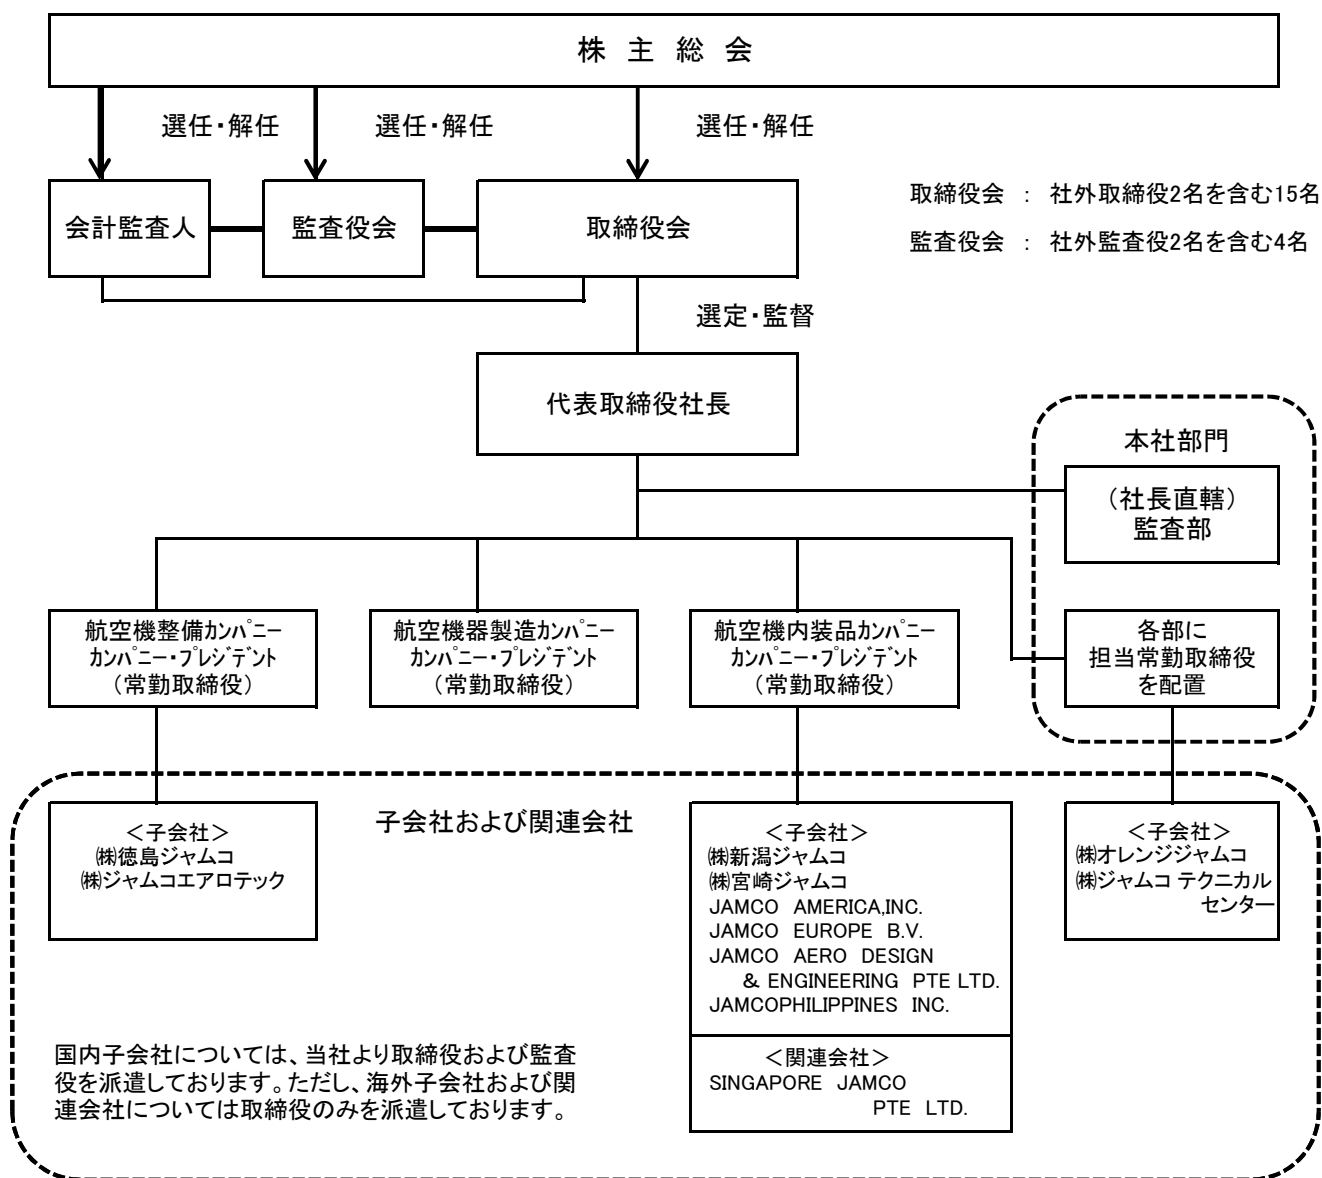 株 主 総 会
選任・解任
選任・解任
選任・解任
会計監査人
監査役会
取締役会
取締役会 : 社外取締役2名を含む15名
監査役会 : 社外監査役2名を含む4名
選定・監督
代表取締役社長
本社部門
(社長直轄)
監査部
航空機整備ｶﾝﾊﾟﾆｰ
ｶﾝﾊﾟﾆｰ・ﾌﾟﾚｼﾞﾃﾞﾝﾄ
(常勤取締役)
航空機器製造ｶﾝﾊﾟﾆｰ
ｶﾝﾊﾟﾆｰ・ﾌﾟﾚｼﾞﾃﾞﾝﾄ
(常勤取締役)
航空機内装品ｶﾝﾊﾟﾆｰ
ｶﾝﾊﾟﾆｰ・ﾌﾟﾚｼﾞﾃﾞﾝﾄ
(常勤取締役)
各部に
担当常勤取締役
を配置
子会社および関連会社
<子会社>
㈱徳島ジャムコ
㈱ジャムコエアロテック
<子会社>
㈱新潟ジャムコ
㈱宮崎ジャムコ
JAMCO AMERICA,INC.
JAMCO EUROPE B.V.
JAMCO AERO DESIGN
& ENGINEERING PTE LTD.
JAMCOPHILIPPINES INC.
<関連会社>
SINGAPORE JAMCO
PTE LTD.
<子会社>
㈱オレンジジャムコ
㈱ジャムコ テクニカル
センター
国内子会社については、当社より取締役および監査
役を派遣しております。ただし、海外子会社および関
連会社については取締役のみを派遣しております。